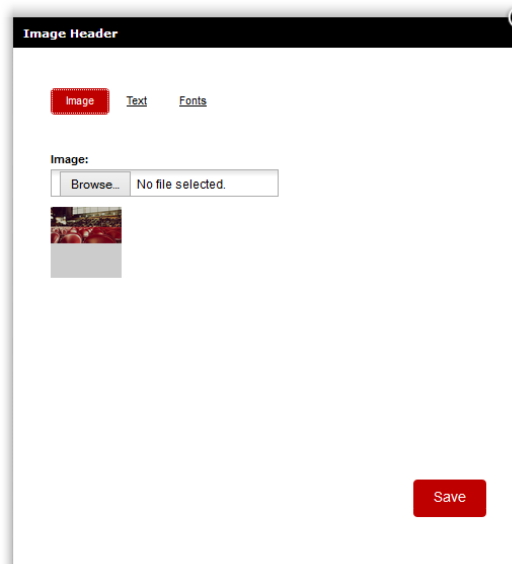 Image Header
Image Text Fonts
Image:
Browse... No file selected.
Save